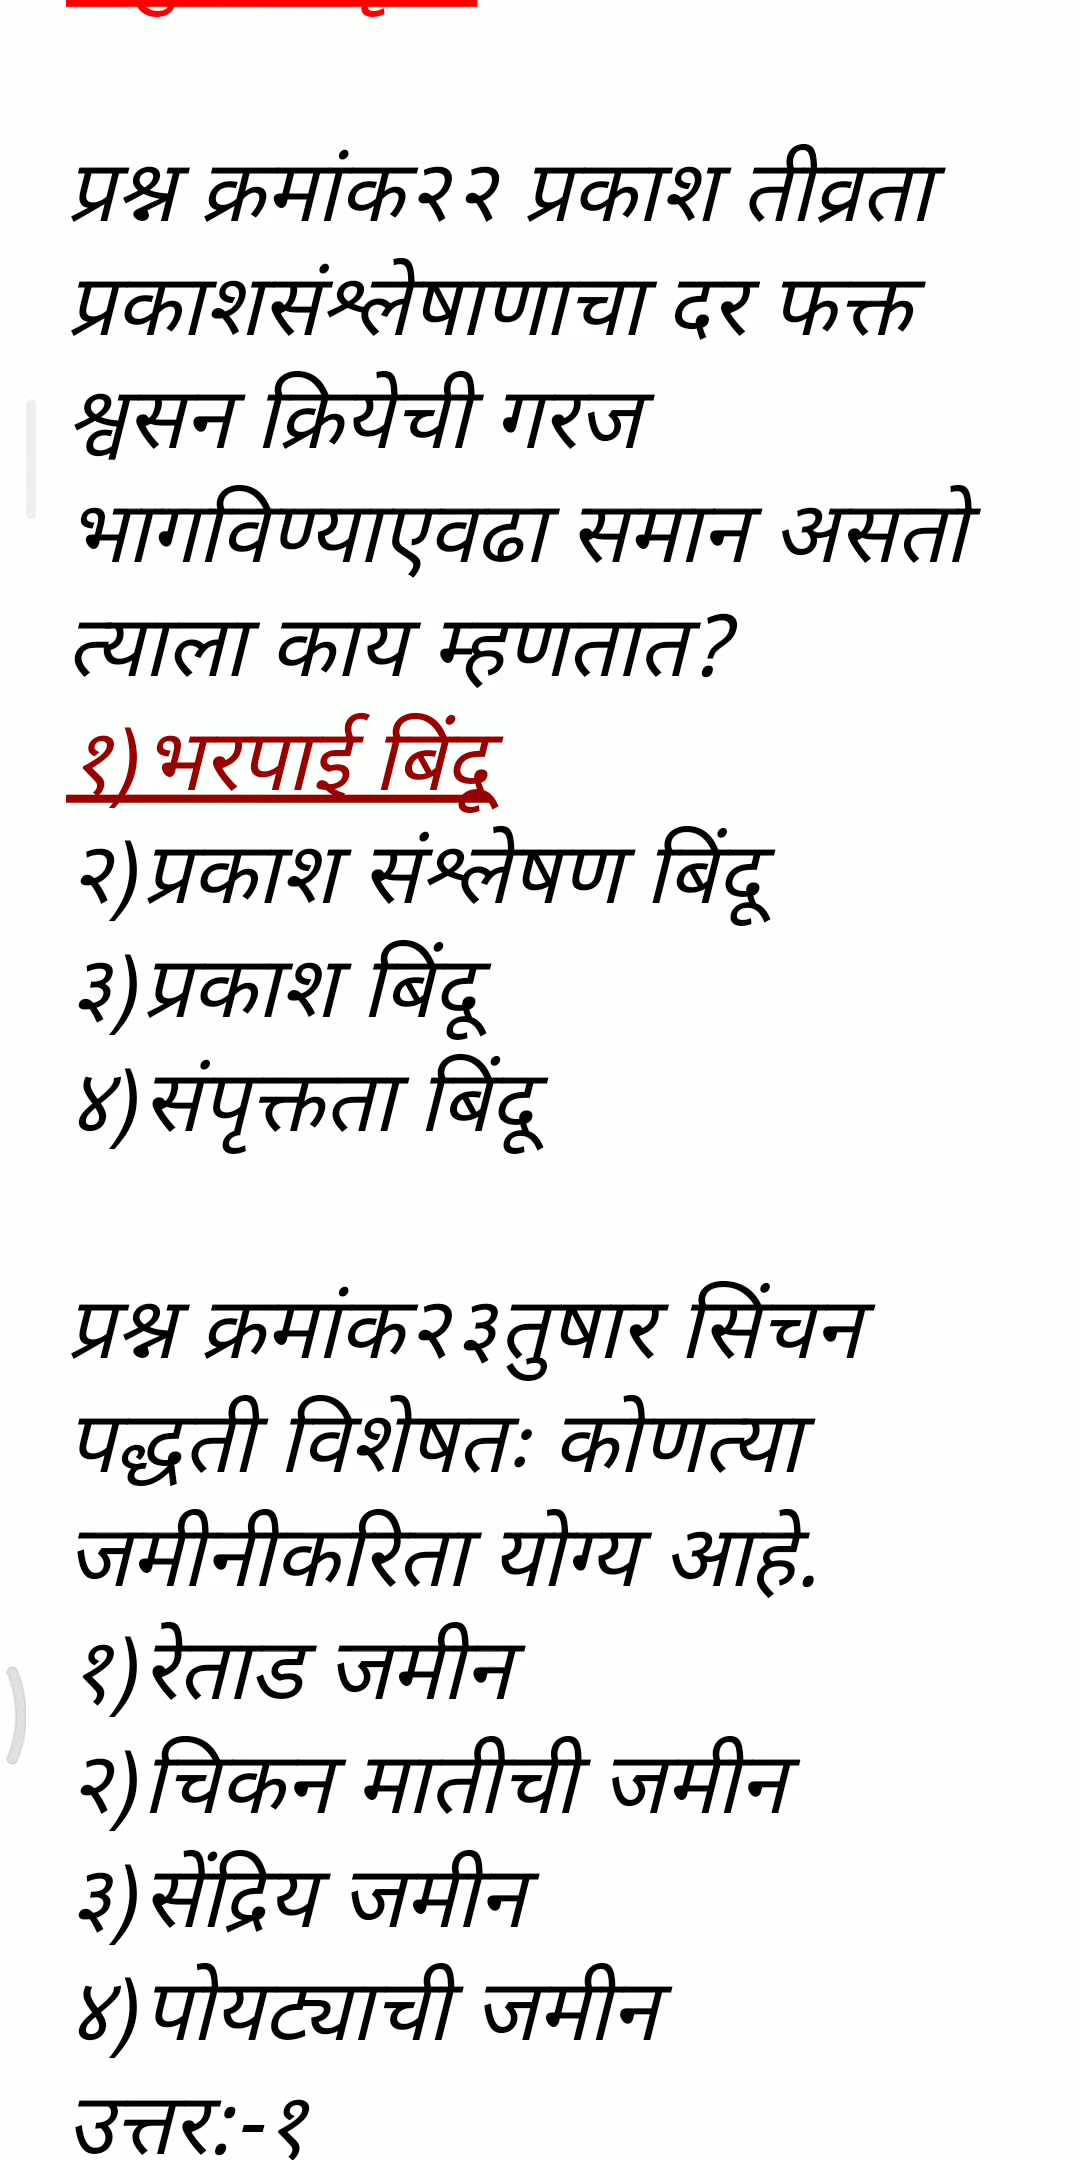 प्रश्न क्रमांक२२ प्रकाश तीव्रता
प्रकाशसंश्लेषाणाचा दर फक्त
श्वसन क्रियेची गरज
भागविण्याएवढा समान असतो
त्याला काय म्हणतात?
१)भरपाई बिंदू
२)प्रकाश संश्लेषण बिंदू
३)प्रकाश बिंदू
४)संपृक्तता बिंदू
प्रश्न क्रमांक२३तुषार सिंचन
पद्धती विशेषतः कोणत्या
जमीनीकरिता योग्य आहे.
१)रेताड जमीन
२)चिकन मातीची जमीन
३)सेंद्रिय जमीन
४)पोयट्याची जमीन
उत्तर:-१